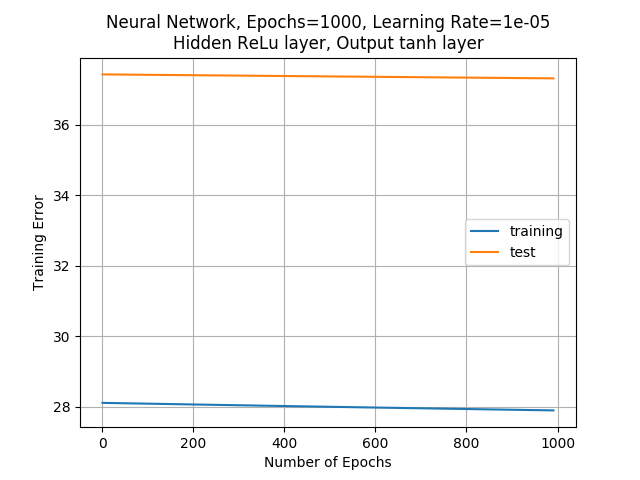 Neural Network, Epochs=1000, Learning Rate=1e-05
Hidden ReLu layer, Output tanh layer
36
34
32
30
28
Training Error
training
test
0 200 400 600 800 1000
Number of Epochs